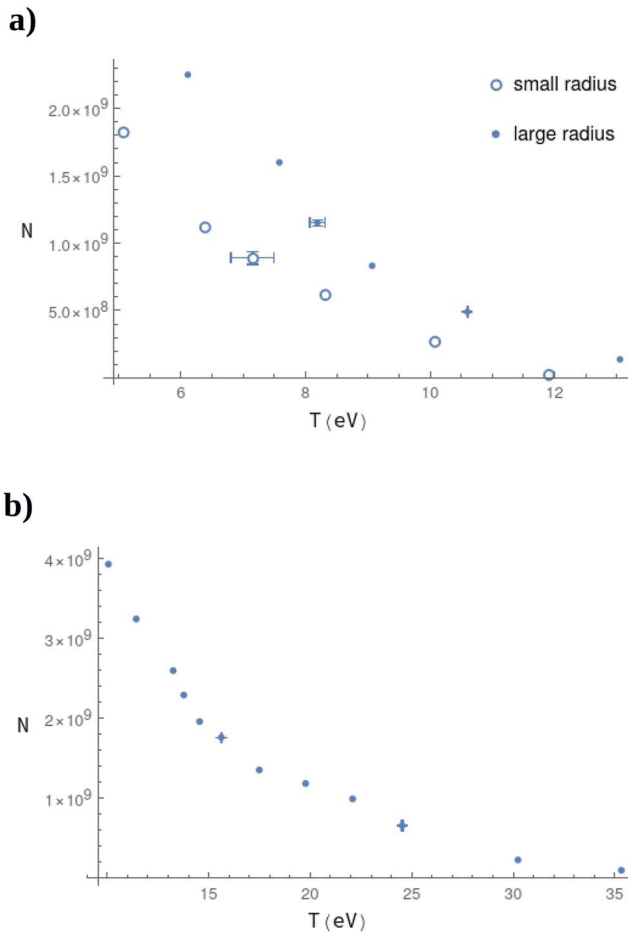 a)
small radius
large radius
2.0×10⁹
1.5×10⁹
1.0×10⁹
5.0×10⁸
N
6 8 10 12
T(eV)
b)
4×10⁹
3×10⁹
2×10⁹
1×10⁹
N
15 20 25 30 35
T(eV)